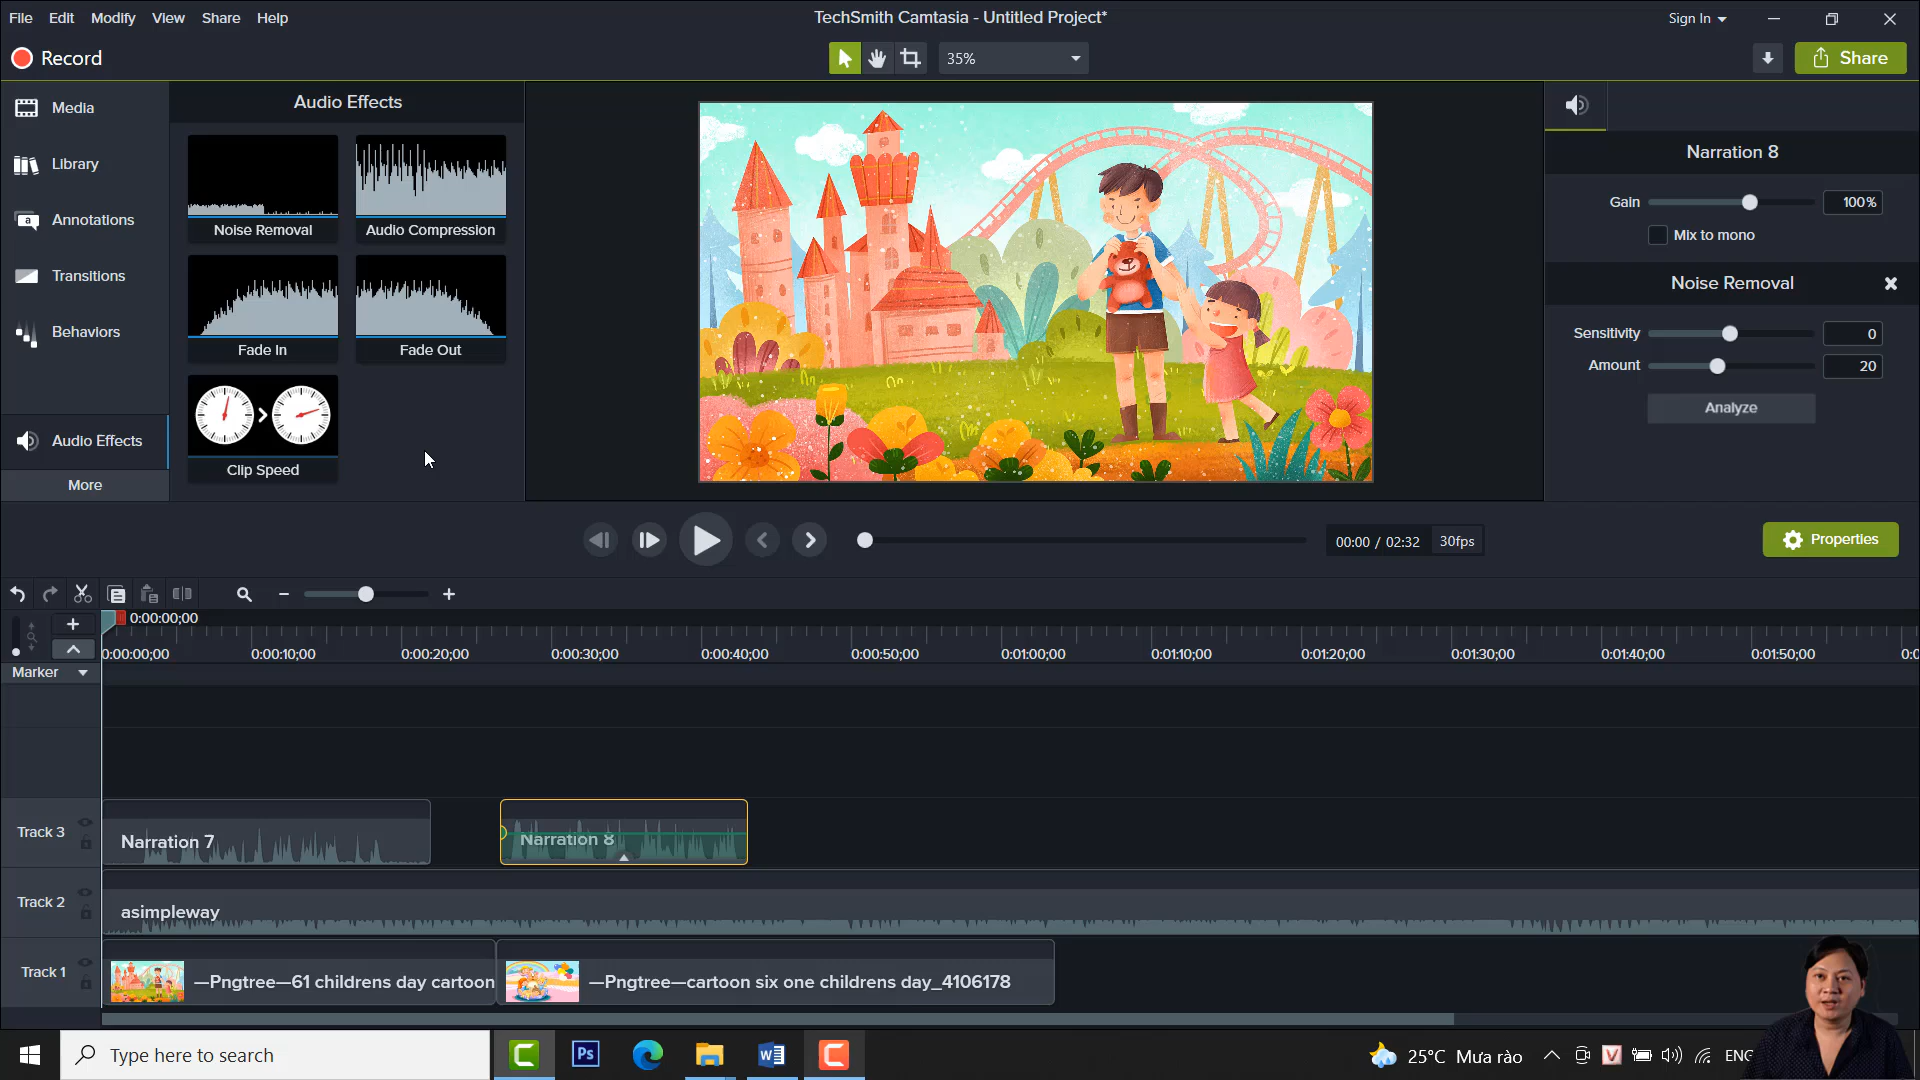 File Edit Modify View Share Help
TechSmith Camtasia - Untitled Project*
Sign In
Record
35%
Share
Media
Library
Annotations
Transitions
Behaviors
Audio Effects
More
Audio Effects
Noise Removal
Audio Compression
Fade In
Fade Out
Clip Speed
Narration 8
Gain
100%
Mix to mono
Noise Removal
Sensitivity
0
Amount
20
Analyze
00:00 / 02:32
30fps
Properties
0:00:00;00
0:00:00;00
0:00:10;00
0:00:20;00
0:00:30;00
0:00:40;00
0:00:50;00
0:01:00;00
0:01:10;00
0:01:20;00
0:01:30;00
0:01:40;00
0:01:50;00
0:0
Marker
Track 3
Narration 7
Narration 8
Track 2
asimpleway
Track 1
—Pngtree—61 childrens day cartoon
—Pngtree—cartoon six one childrens day_4106178
Type here to search
Ps
25°C Mưa rào
V
ENG